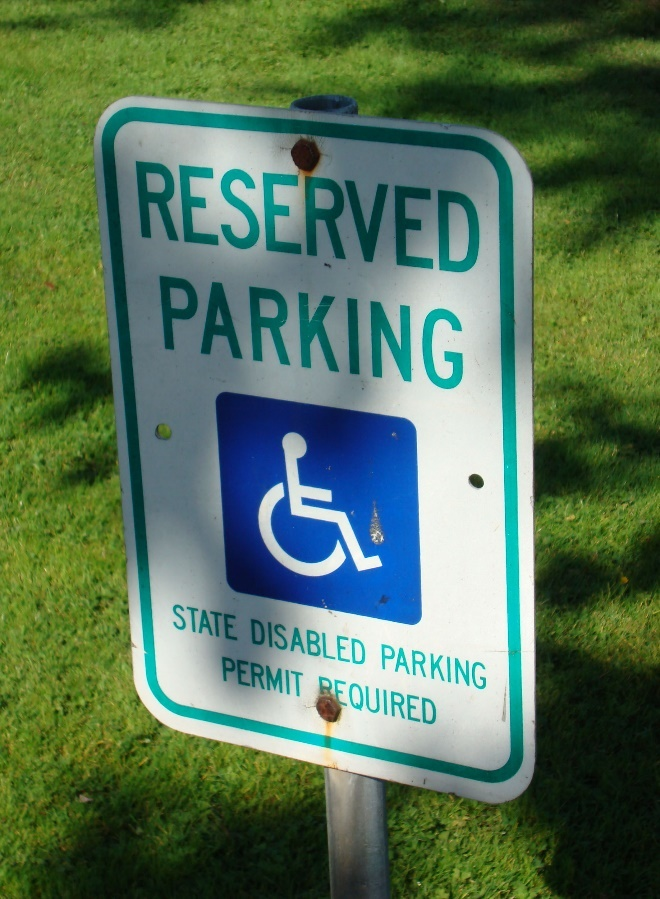 RESERVED
PARKING
STATE DISABLED PARKING
PERMIT REQUIRED